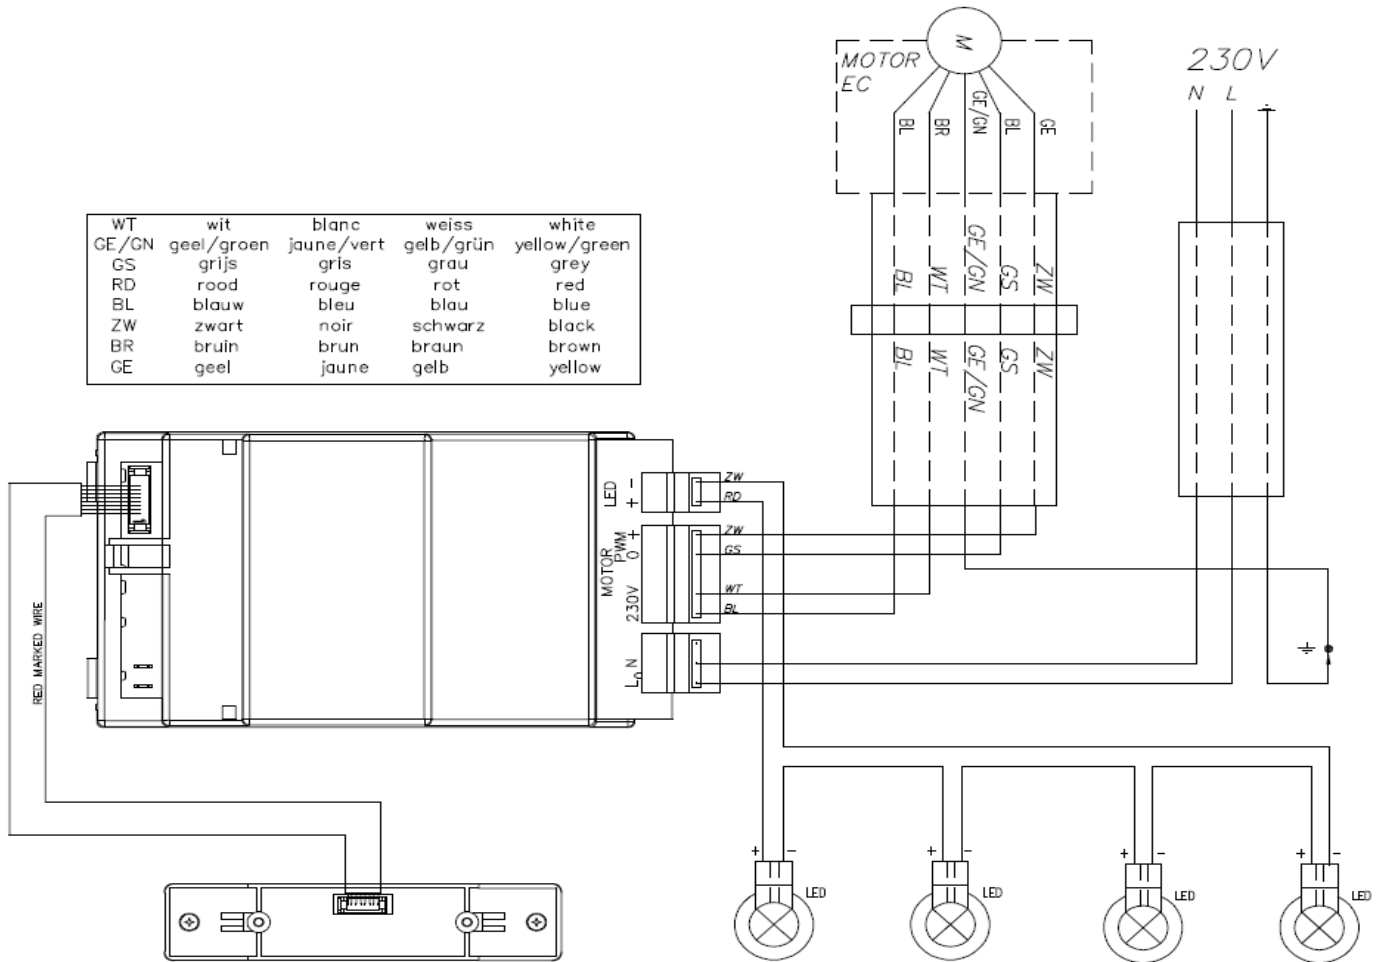 230V
N L
M
MOTOR
EC
BL BR GE/GN BL GE
WT wit blanc weiss white
GE/GN geel/groen jaune/vert gelb/grün yellow/green
GS grijs gris grau grey
RD rood rouge rot red
BL blauw bleu blau blue
ZW zwart noir schwarz black
BR bruin brun braun brown
GE geel jaune gelb yellow
BL WT GE/GN GS ZW
BL WT GE/GN GS ZW
LED
+ -
ZW
RD
MOTOR
PWM
0 +
230V
ZW
GS
WT
BL
L N
RED MARKED WIRE
+ - LED
+ - LED
+ - LED
+ - LED